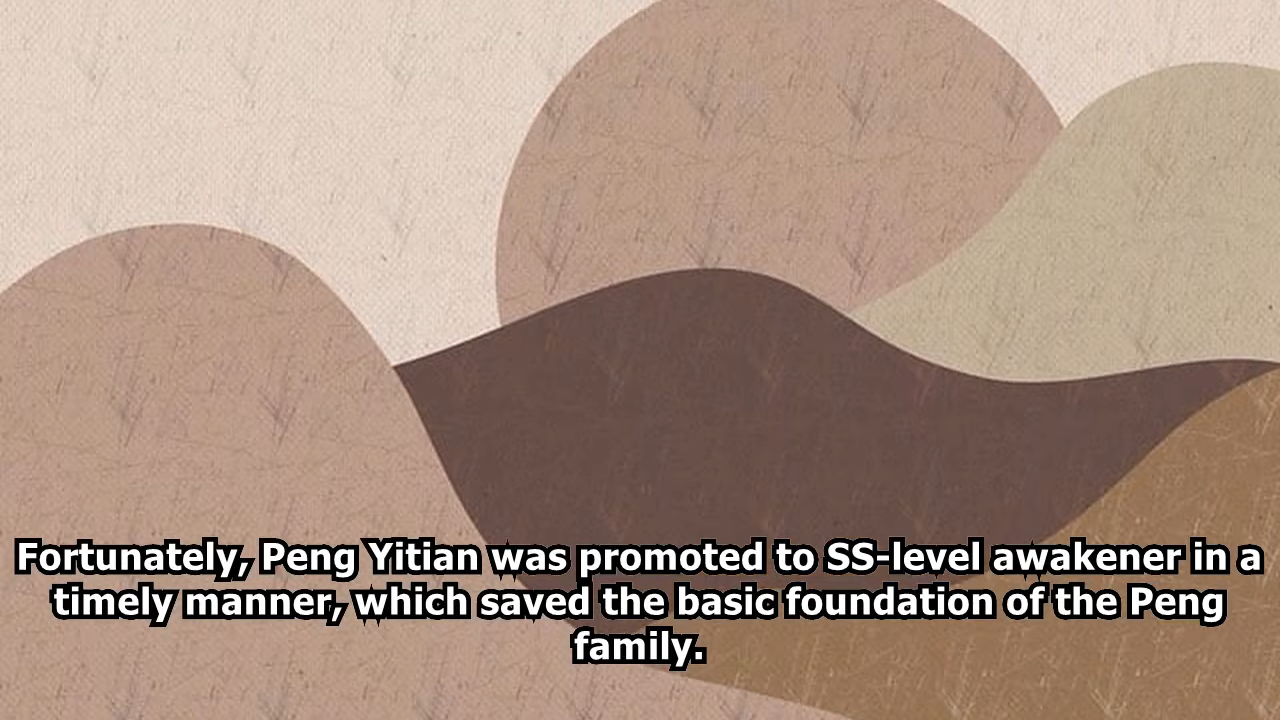 Fortunately, Peng Yitian was promoted to SS-level awakener in a
timely manner, which saved the basic foundation of the Peng
family.